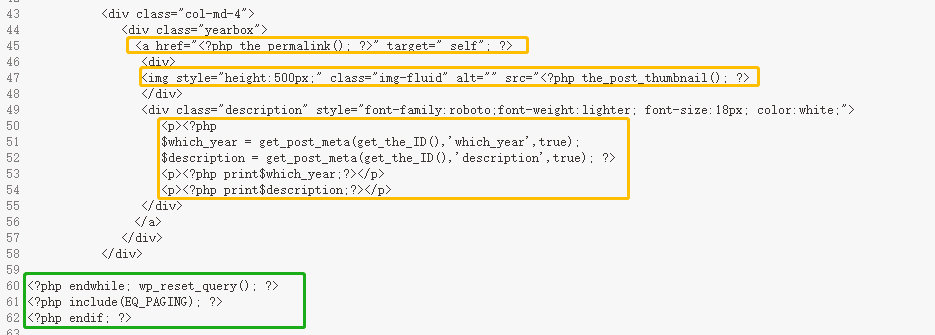 43 <div class="col-md-4">
44 <div class="yearbox">
45 <a href="<?php the_permalink(); ?>" target="_self"; ?>
46 <div>
47 <img style="height:500px;" class="img-fluid" alt="" src="<?php the_post_thumbnail(); ?>
48 </div>
49 <div class="description" style="font-family:roboto;font-weight:lighter; font-size:18px; color:white;">
50 <p><?php
51 $which_year = get_post_meta(get_the_ID(),'which_year',true);
52 $description = get_post_meta(get_the_ID(),'description',true); ?>
53 <p><?php print$which_year;?></p>
54 <p><?php print$description;?></p>
55 </div>
56 </a>
57 </div>
58 </div>
59
60 <?php endwhile; wp_reset_query(); ?>
61 <?php include(EQ_PAGING); ?>
62 <?php endif; ?>